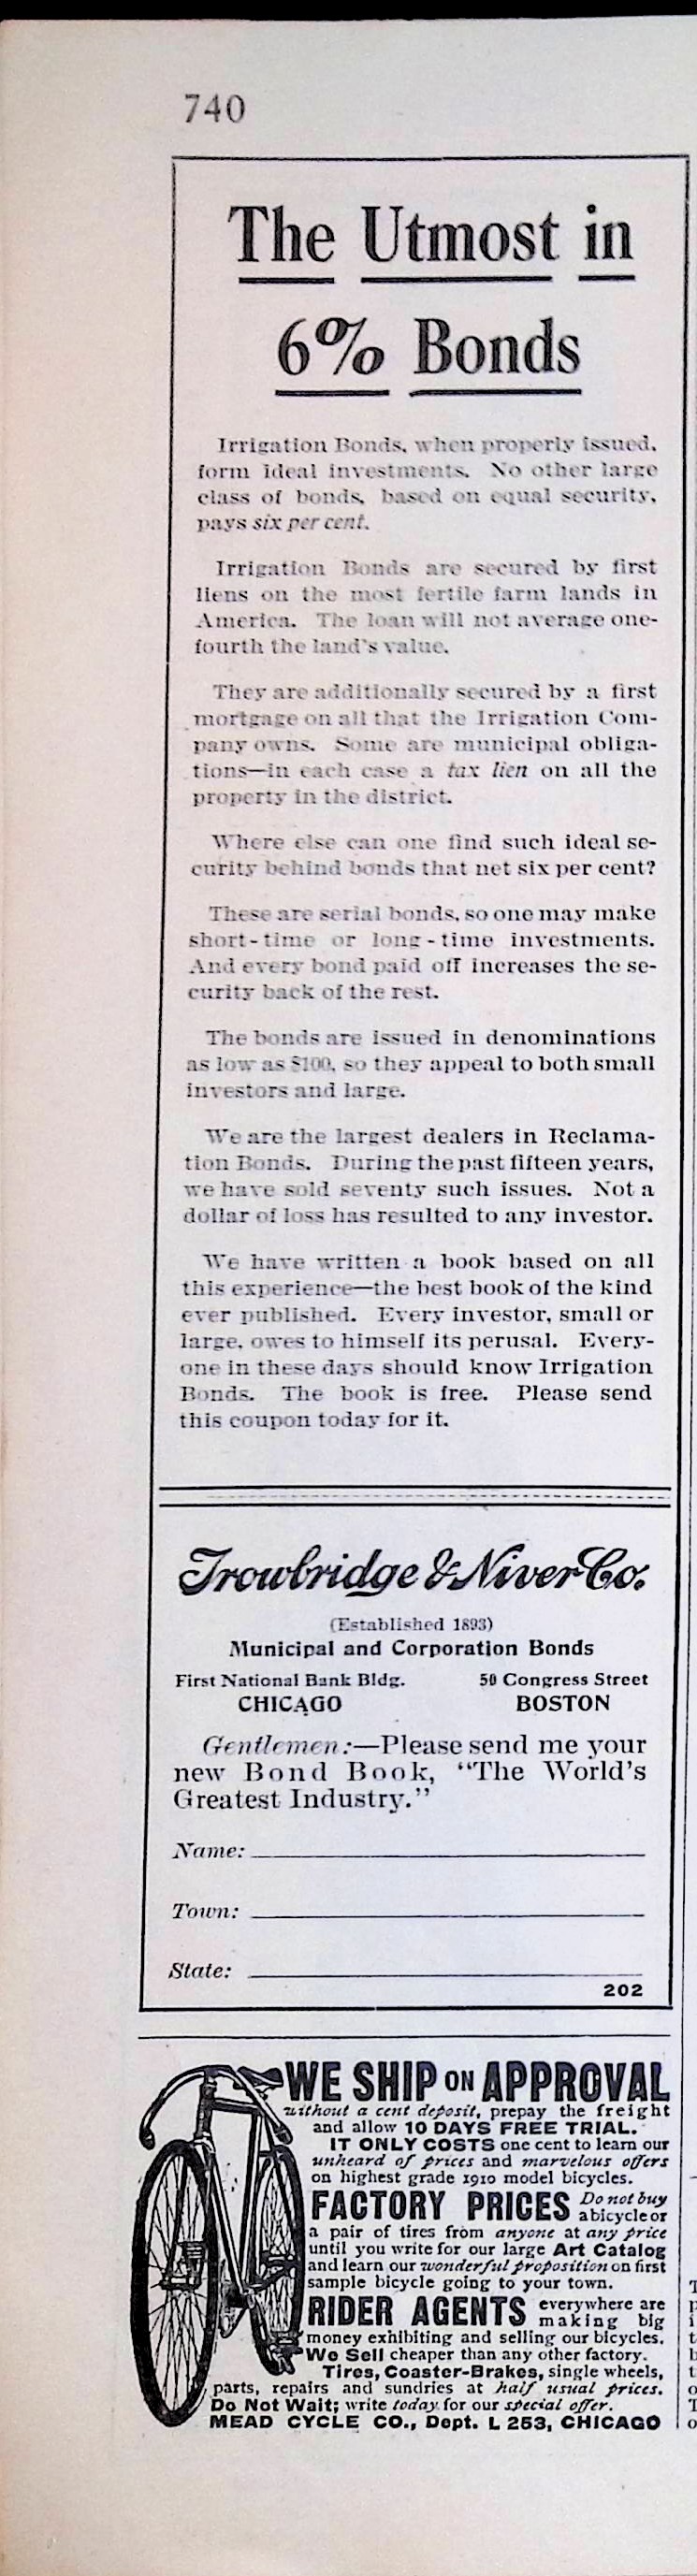 740
The Utmost in
6% Bonds
Irrigation Bonds, when properly issued,
form ideal investments. No other large
class of bonds, based on equal security,
pays six per cent.
Irrigation Bonds are secured by first
liens on the most fertile farm lands in
America. The loan will not average one-
fourth the land's value.
They are additionally secured by a first
mortgage on all that the Irrigation Com-
pany owns. Some are municipal obliga-
tions—in each case a tax lien on all the
property in the district.
Where else can one find such ideal se-
curity behind bonds that net six per cent?
These are serial bonds, so one may make
short-time or long-time investments.
And every bond paid off increases the se-
curity back of the rest.
The bonds are issued in denominations
as low as $100, so they appeal to both small
investors and large.
We are the largest dealers in Reclama-
tion Bonds. During the past fifteen years,
we have sold seventy such issues. Not a
dollar of loss has resulted to any investor.
We have written a book based on all
this experience—the best book of the kind
ever published. Every investor, small or
large, owes to himself its perusal. Every-
one in these days should know Irrigation
Bonds. The book is free. Please send
this coupon today for it.
Trowbridge & Niver Co.
(Established 1893)
Municipal and Corporation Bonds
First National Bank Bldg. 50 Congress Street
CHICAGO BOSTON
Gentlemen:—Please send me your
new Bond Book, "The World's
Greatest Industry."
Name:
Town:
State:
202
WE SHIP ON APPROVAL
without a cent deposit, prepay the freight
and allow 10 DAYS FREE TRIAL.
IT ONLY COSTS one cent to learn our
unheard of prices and marvelous offers
on highest grade 1910 model bicycles.
FACTORY PRICES Do not buy
a bicycle or
a pair of tires from anyone at any price
until you write for our large Art Catalog
and learn our wonderful proposition on first
sample bicycle going to your town.
RIDER AGENTS everywhere are
making big
money exhibiting and selling our bicycles.
We Sell cheaper than any other factory.
Tires, Coaster-Brakes, single wheels,
parts, repairs and sundries at half usual prices.
Do Not Wait; write today for our special offer.
MEAD CYCLE CO., Dept. L 253, CHICAGO